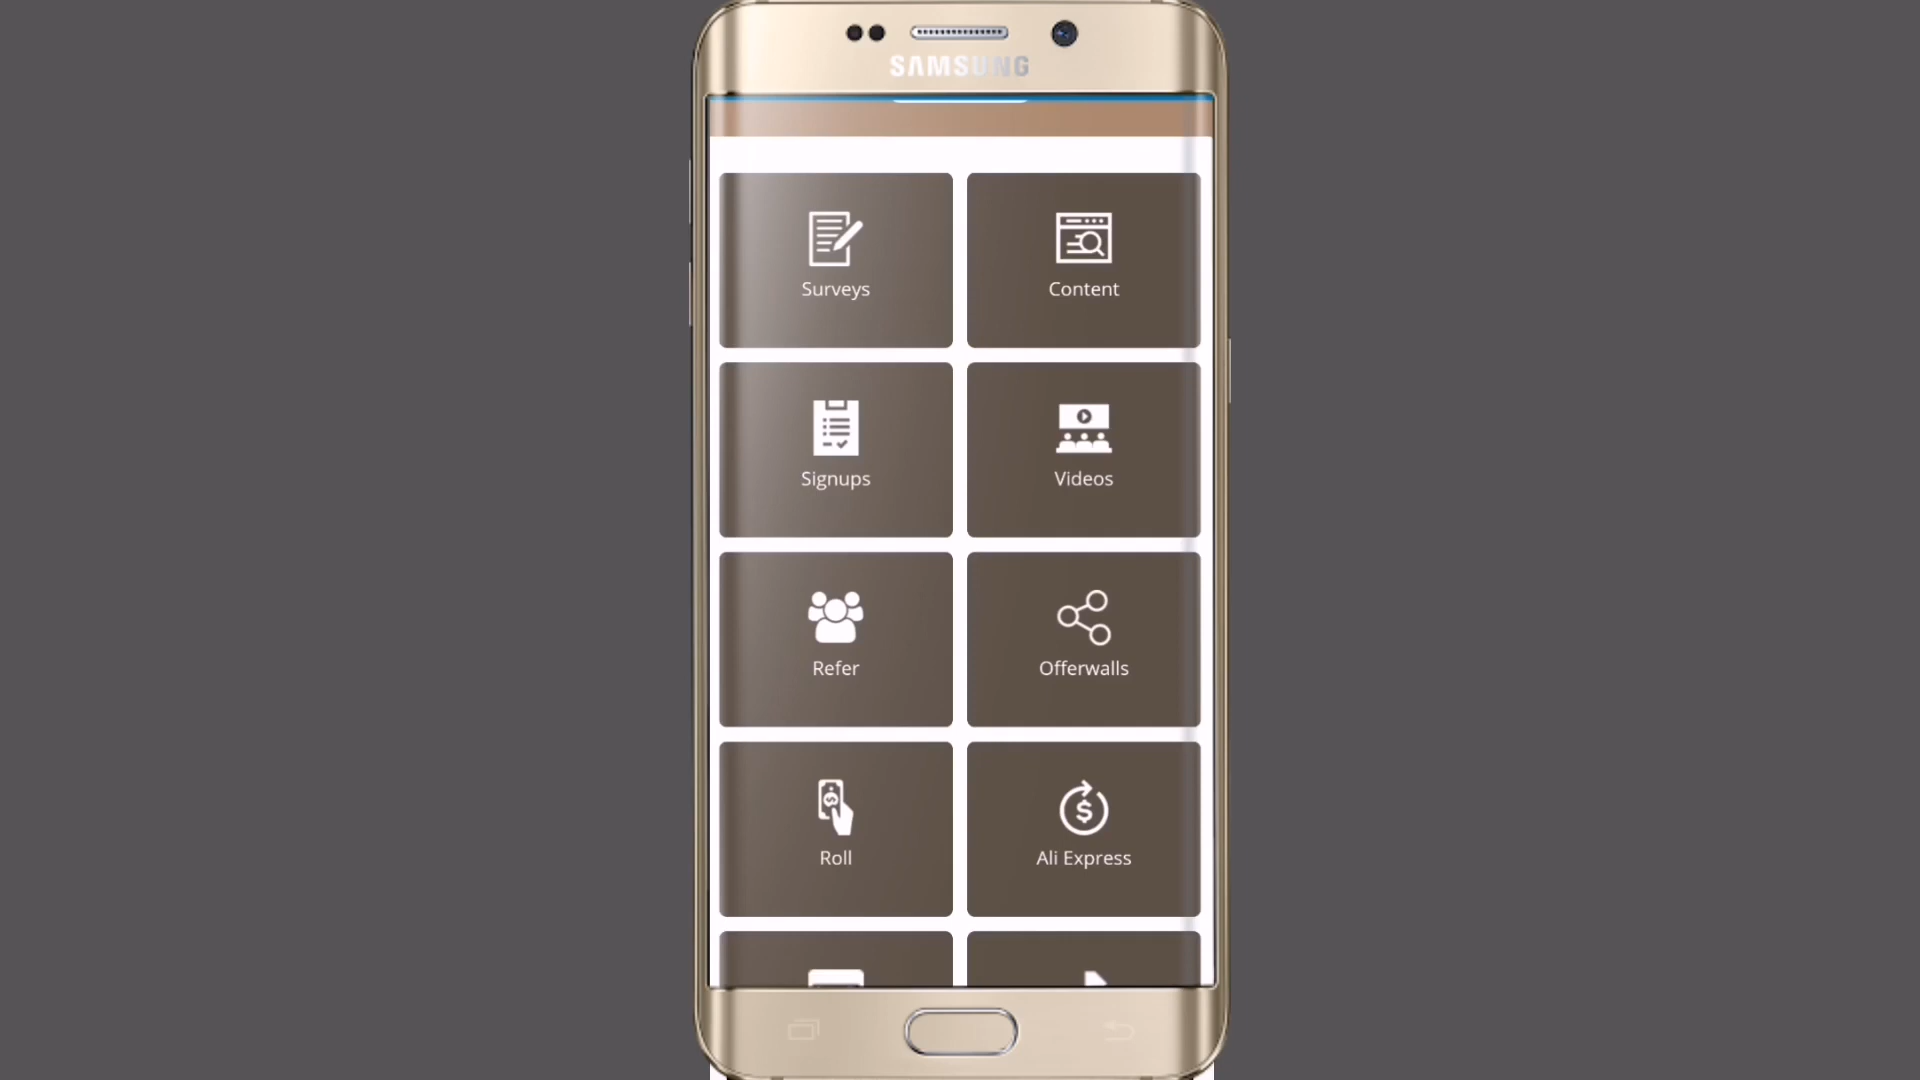 SAMSUNG
Surveys
Content
Signups
Videos
Refer
Offerwalls
Roll
Ali Express